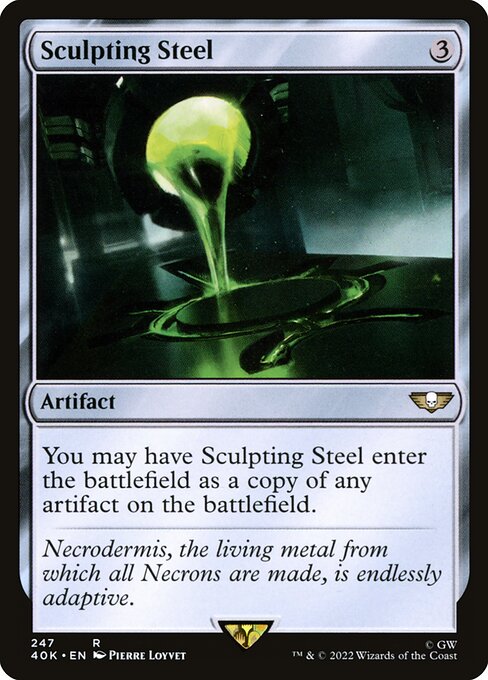 Sculpting Steel 3
Artifact
You may have Sculpting Steel enter
the battlefield as a copy of any
artifact on the battlefield.
Necrodermis, the living metal from
which all Necrons are made, is endlessly
adaptive.
247 R © GW
40K • EN Pierre Loyvet ™ & © 2022 Wizards of the Coast